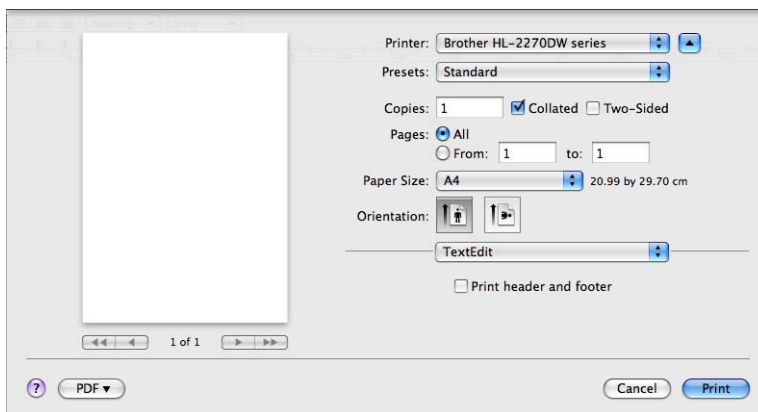 Spacing
Lists
Printer: Brother HL-2270DW series
Presets: Standard
Copies: 1 Collated Two-Sided
Pages: All
From: 1 to: 1
Paper Size: A4 20.99 by 29.70 cm
Orientation:
TextEdit
Print header and footer
1 of 1
? PDF ▾ Cancel Print